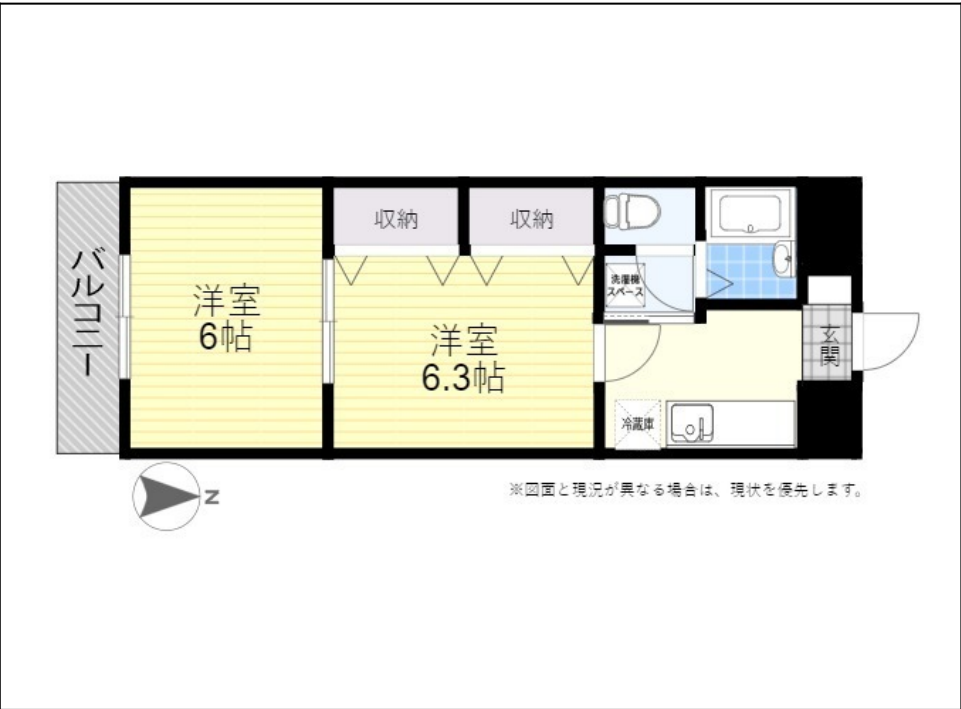 収納
収納
洗濯機
スペース
バルコニー
洋室
6帖
洋室
6.3帖
玄関
冷蔵庫
N
※図面と現況が異なる場合は、現状を優先します。